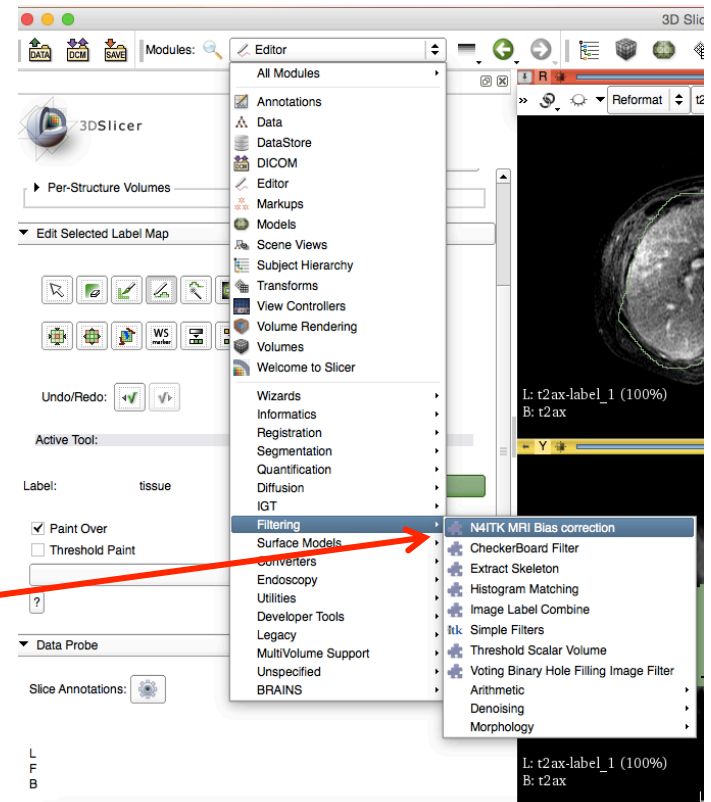 3D Slic
DATA DCM SAVE Modules: Editor
All Modules
Annotations
Data
DataStore
DICOM
Editor
Markups
Models
Scene Views
Subject Hierarchy
Transforms
View Controllers
Volume Rendering
Volumes
Welcome to Slicer
Wizards
Informatics
Registration
Segmentation
Quantification
Diffusion
IGT
Filtering
Surface Models
Converters
Endoscopy
Utilities
Developer Tools
Legacy
MultiVolume Support
Unspecified
BRAINS
N4ITK MRI Bias correction
CheckerBoard Filter
Extract Skeleton
Histogram Matching
Image Label Combine
itk Simple Filters
Threshold Scalar Volume
Voting Binary Hole Filling Image Filter
Arithmetic
Denoising
Morphology
3DSlicer
Per-Structure Volumes
Edit Selected Label Map
WS
marker
Undo/Redo:
Active Tool:
Label: tissue
Paint Over
Threshold Paint
?
Data Probe
Slice Annotations:
L
F
B
R
» Reformat t2
L: t2ax-label_1 (100%)
B: t2ax
Y
L: t2ax-label_1 (100%)
B: t2ax